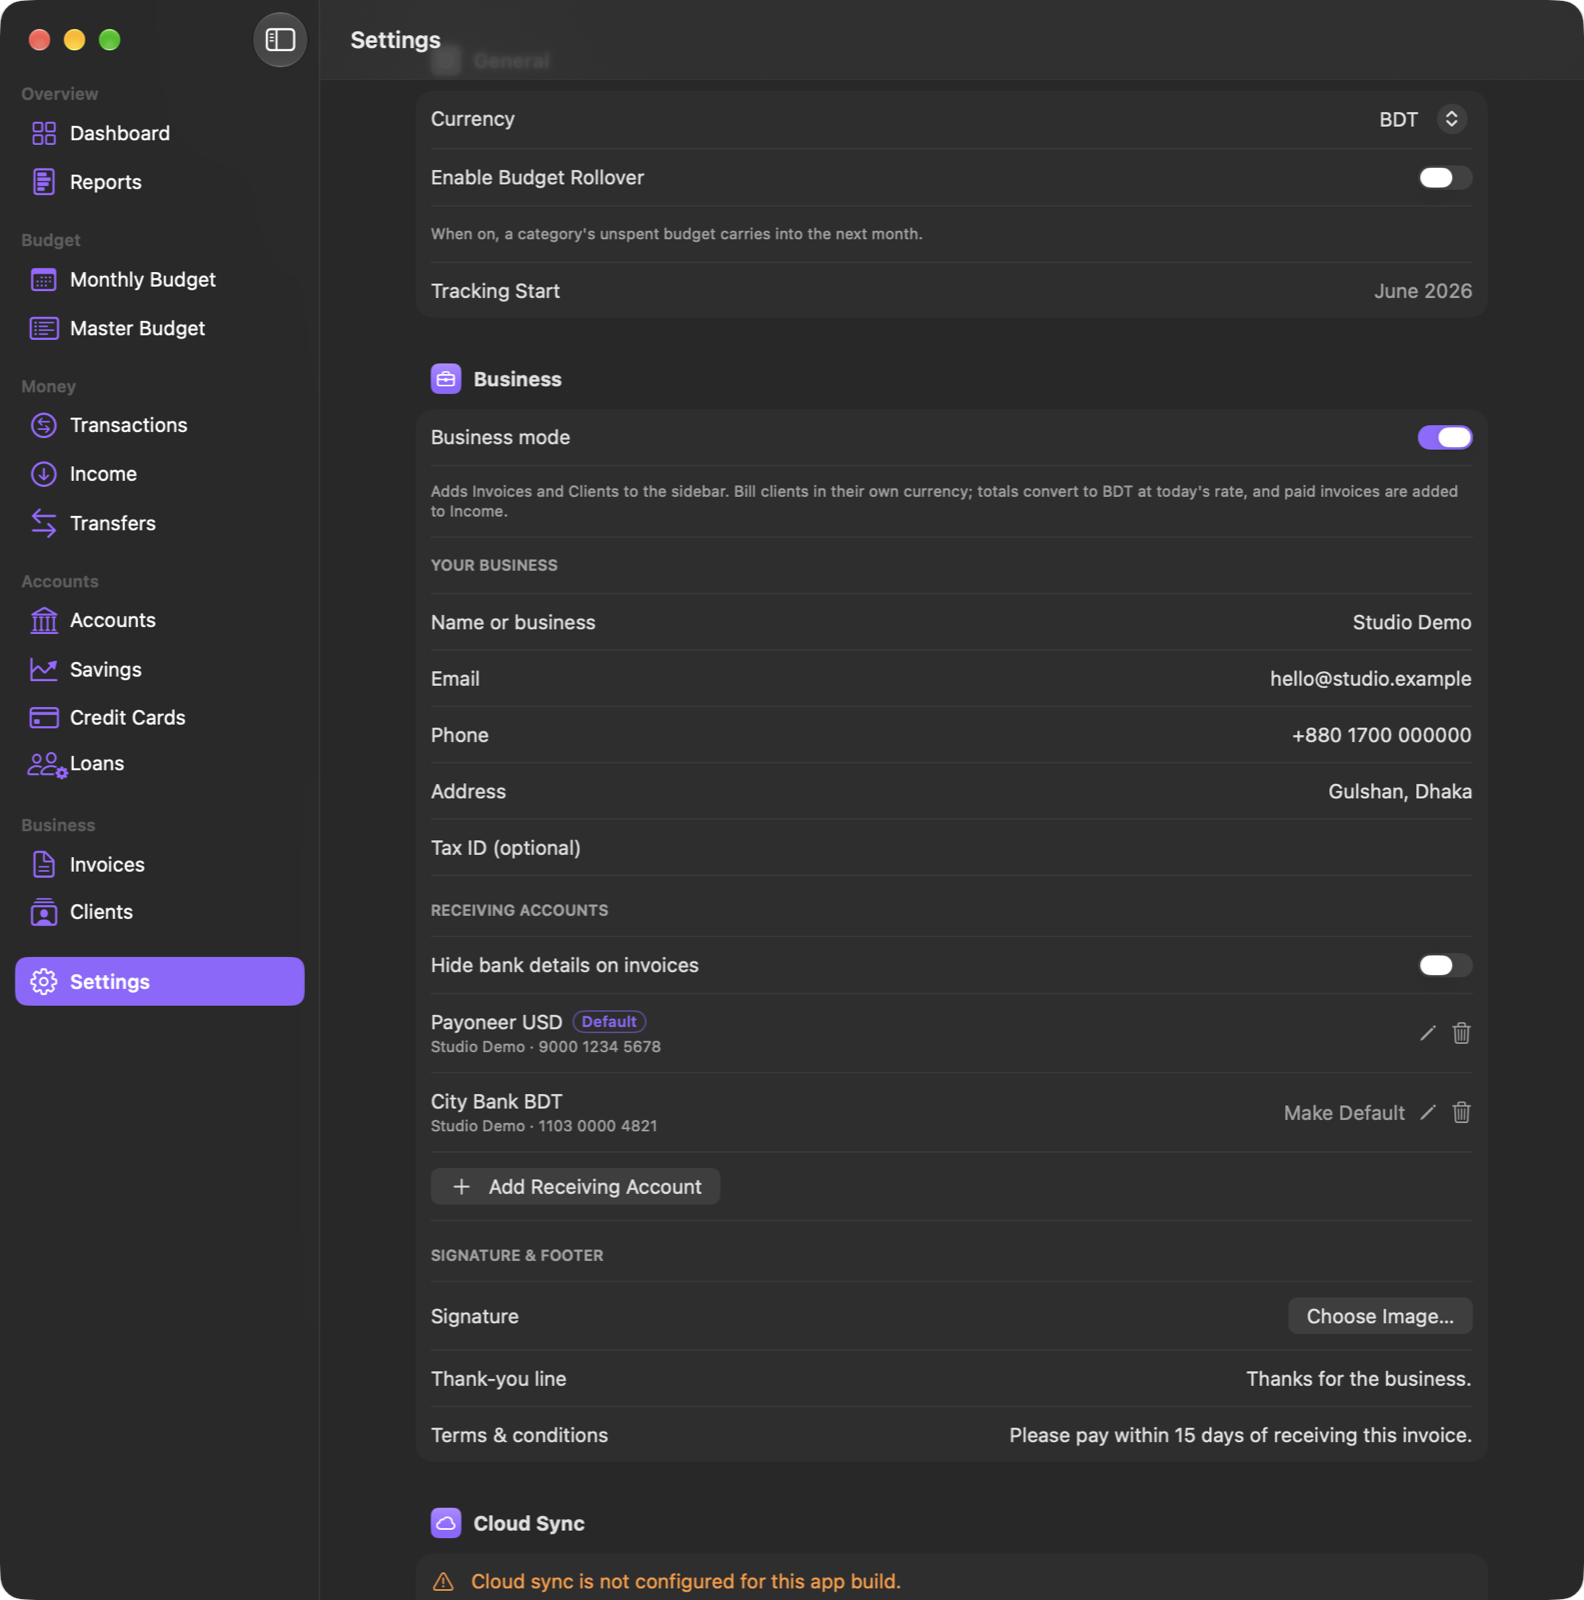 Settings
General
Overview
Dashboard
Reports
Budget
Monthly Budget
Master Budget
Money
Transactions
Income
Transfers
Accounts
Accounts
Savings
Credit Cards
Loans
Business
Invoices
Clients
Settings
Currency
BDT
Enable Budget Rollover
When on, a category's unspent budget carries into the next month.
Tracking Start
June 2026
Business
Business mode
Adds Invoices and Clients to the sidebar. Bill clients in their own currency; totals convert to BDT at today's rate, and paid invoices are added
to Income.
YOUR BUSINESS
Name or business
Studio Demo
Email
hello@studio.example
Phone
+880 1700 000000
Address
Gulshan, Dhaka
Tax ID (optional)
RECEIVING ACCOUNTS
Hide bank details on invoices
Payoneer USD Default
Studio Demo · 9000 1234 5678
City Bank BDT
Studio Demo · 1103 0000 4821
Make Default
+ Add Receiving Account
SIGNATURE & FOOTER
Signature
Choose Image...
Thank-you line
Thanks for the business.
Terms & conditions
Please pay within 15 days of receiving this invoice.
Cloud Sync
Cloud sync is not configured for this app build.